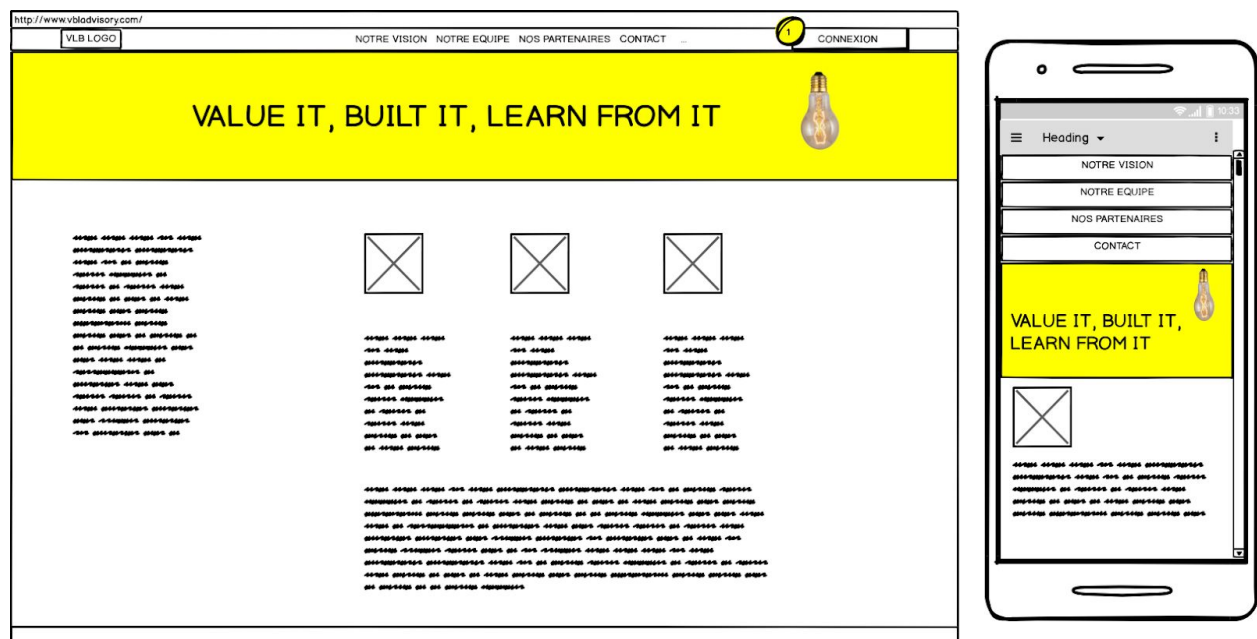 http://www.vbladvisory.com/
VLB LOGO
NOTRE VISION NOTRE EQUIPE NOS PARTENAIRES CONTACT ...
1
CONNEXION
VALUE IT, BUILT IT, LEARN FROM IT
10:33
Heading
NOTRE VISION
NOTRE EQUIPE
NOS PARTENAIRES
CONTACT
VALUE IT, BUILT IT,
LEARN FROM IT